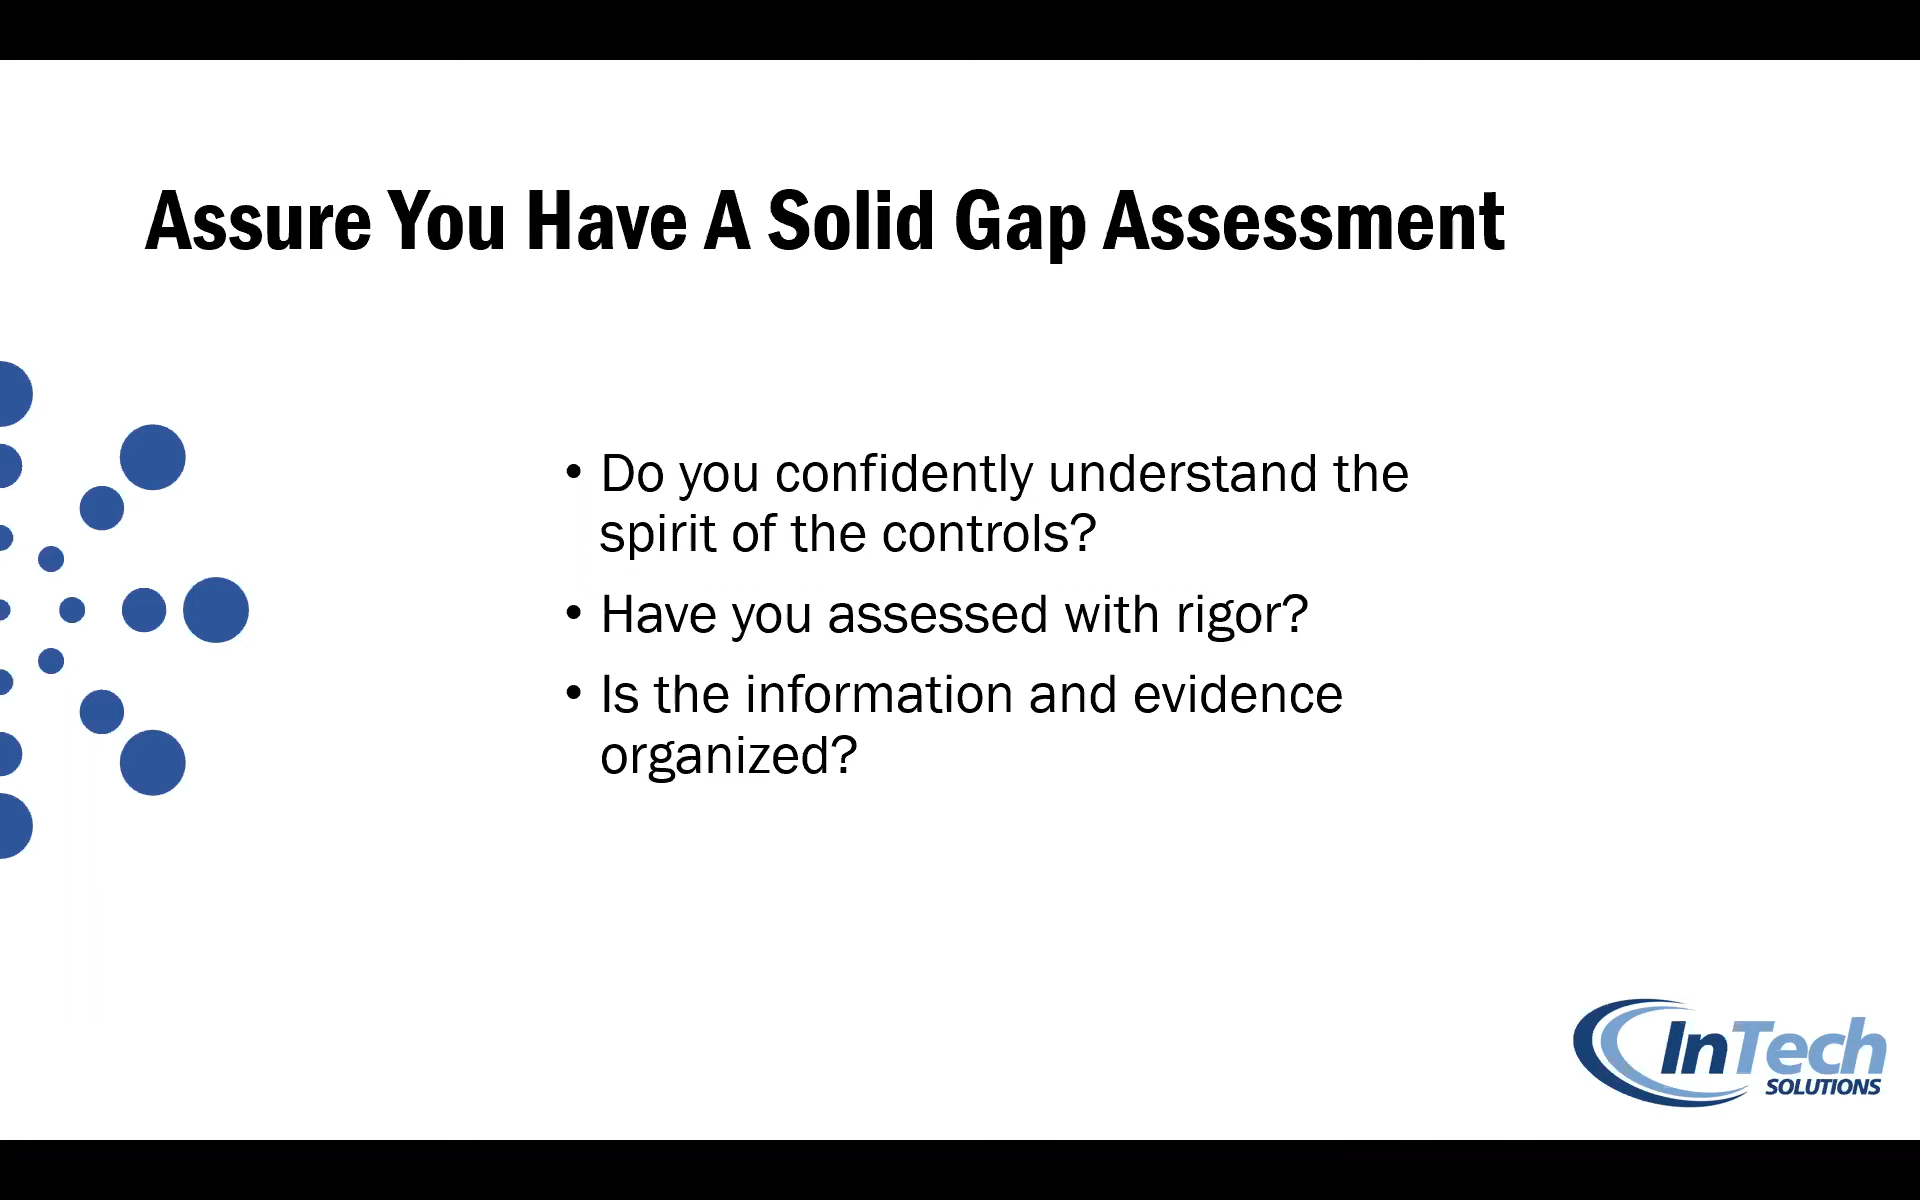 Assure You Have A Solid Gap Assessment
• Do you confidently understand the
spirit of the controls?
• Have you assessed with rigor?
• Is the information and evidence
organized?
InTech
SOLUTIONS